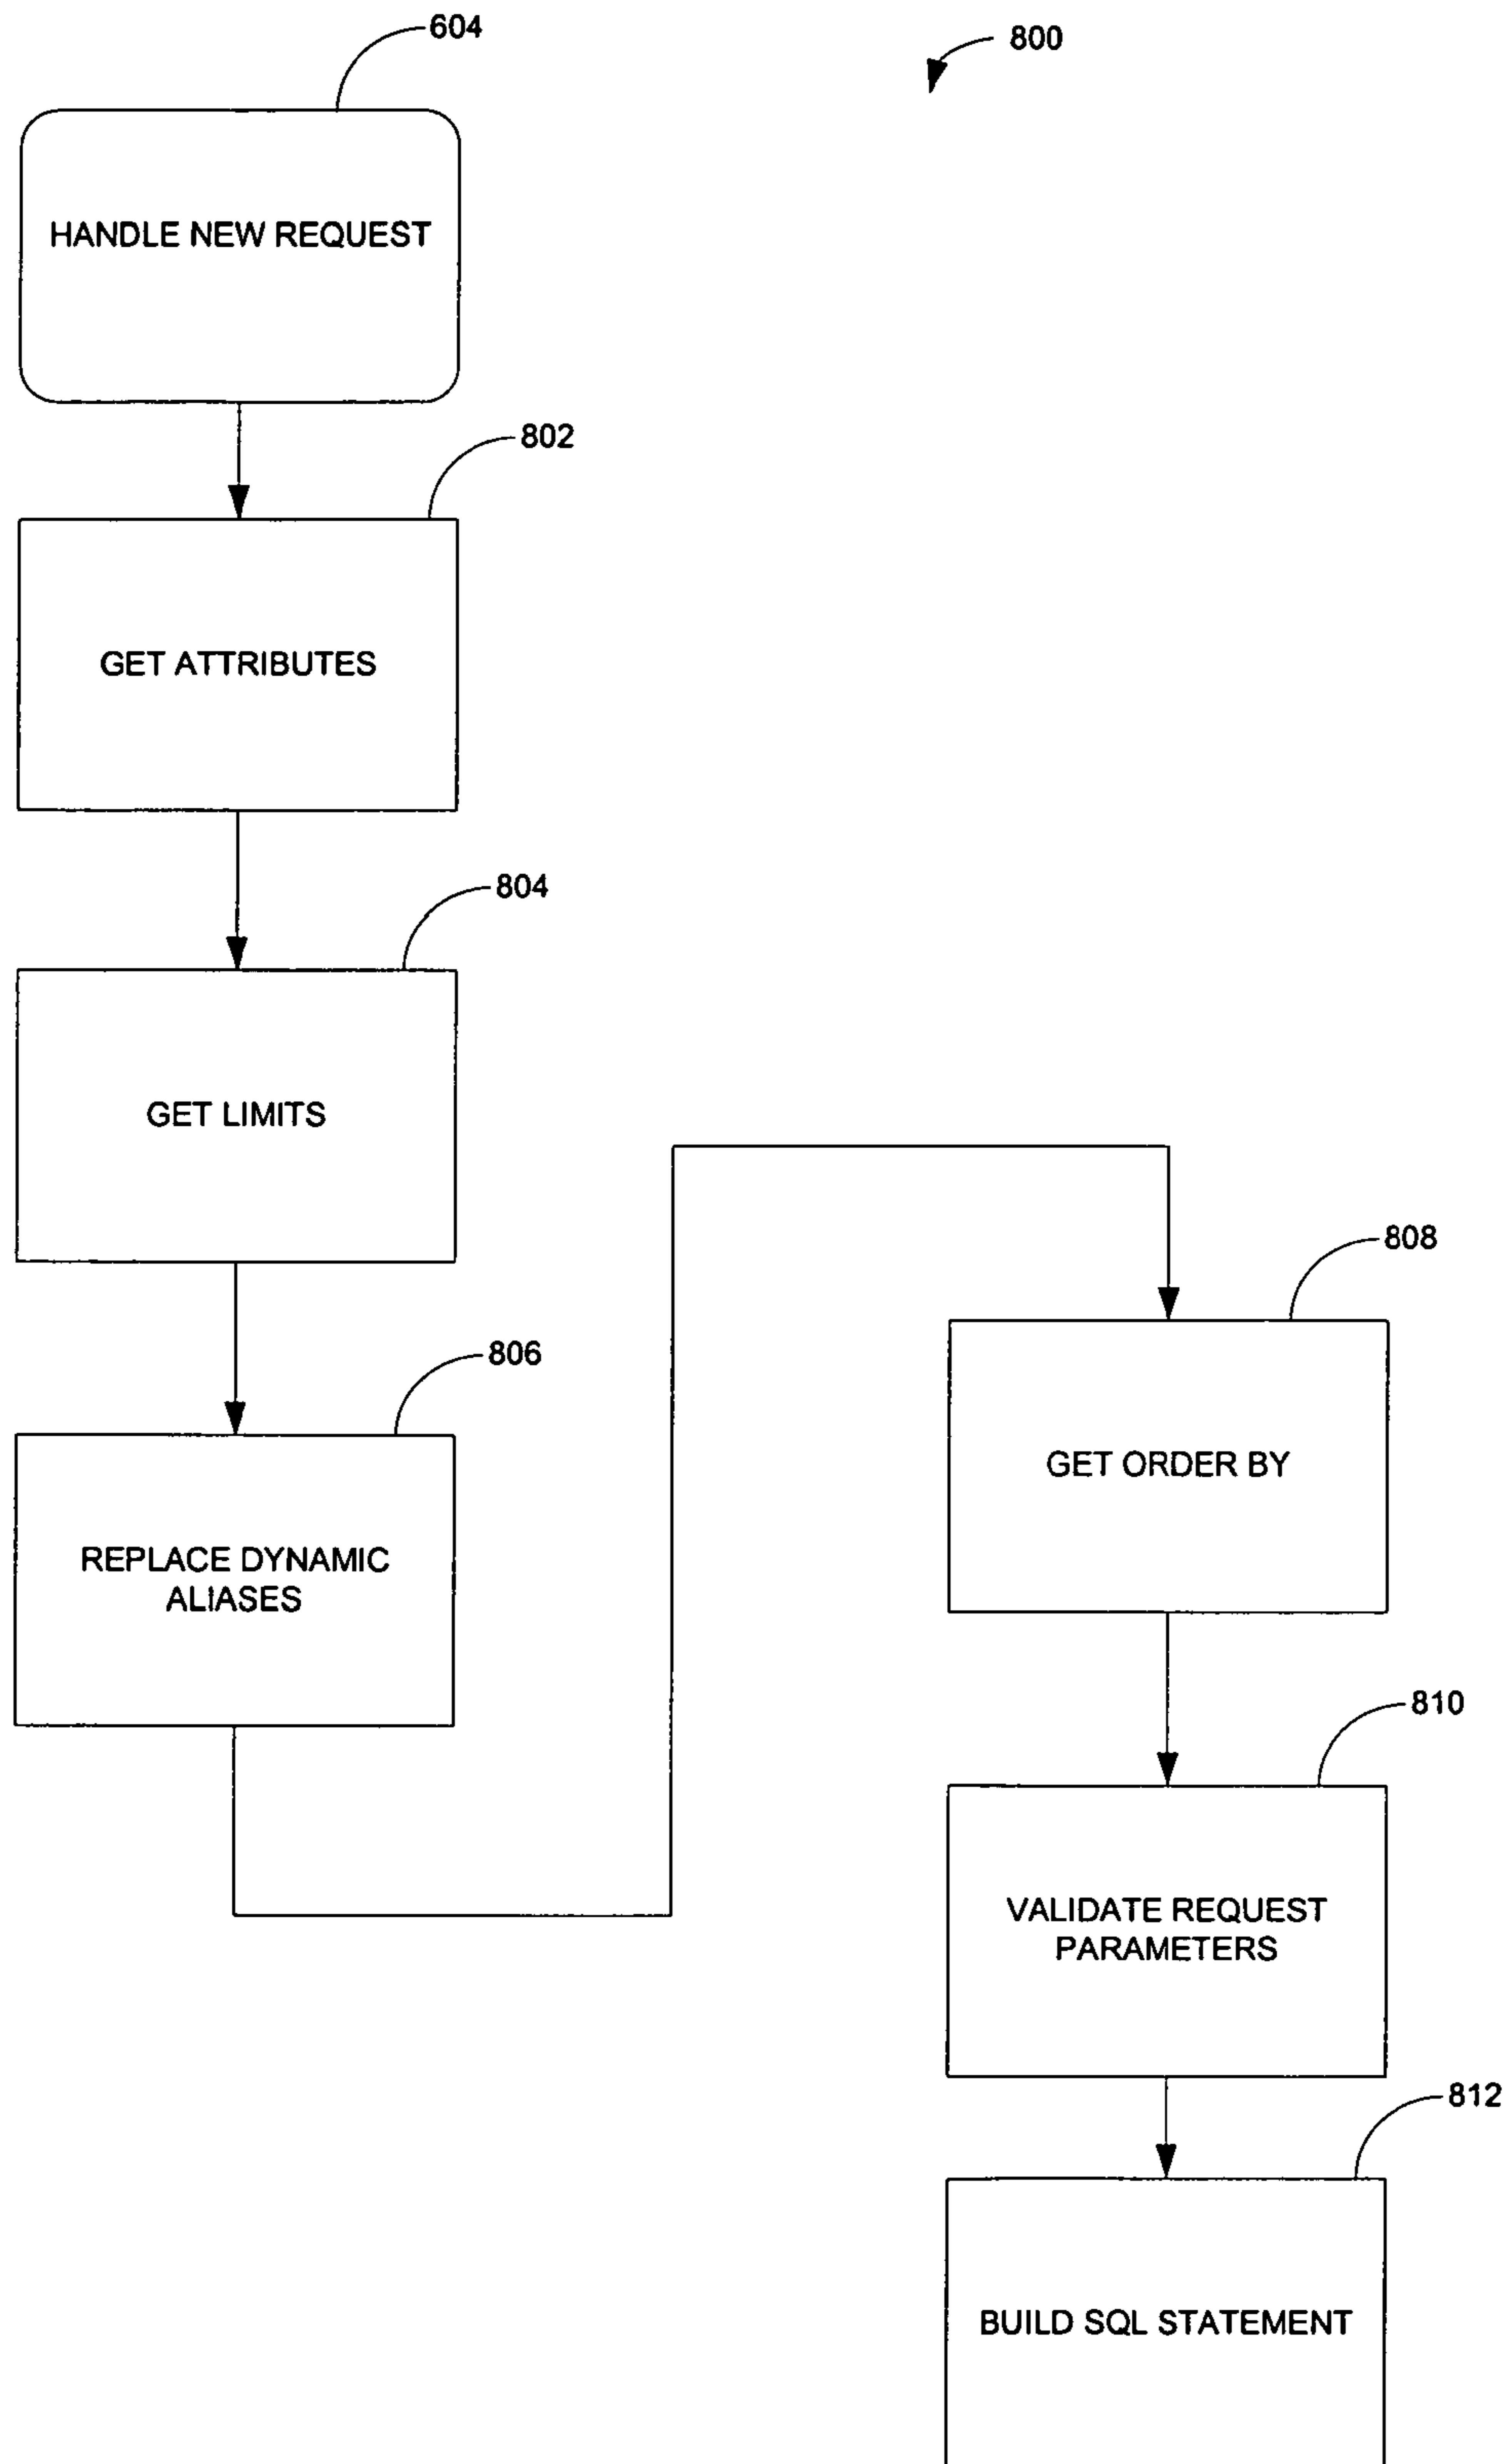 604
800
HANDLE NEW REQUEST
802
GET ATTRIBUTES
804
GET LIMITS
806
REPLACE DYNAMIC
ALIASES
808
GET ORDER BY
810
VALIDATE REQUEST
PARAMETERS
812
BUILD SQL STATEMENT